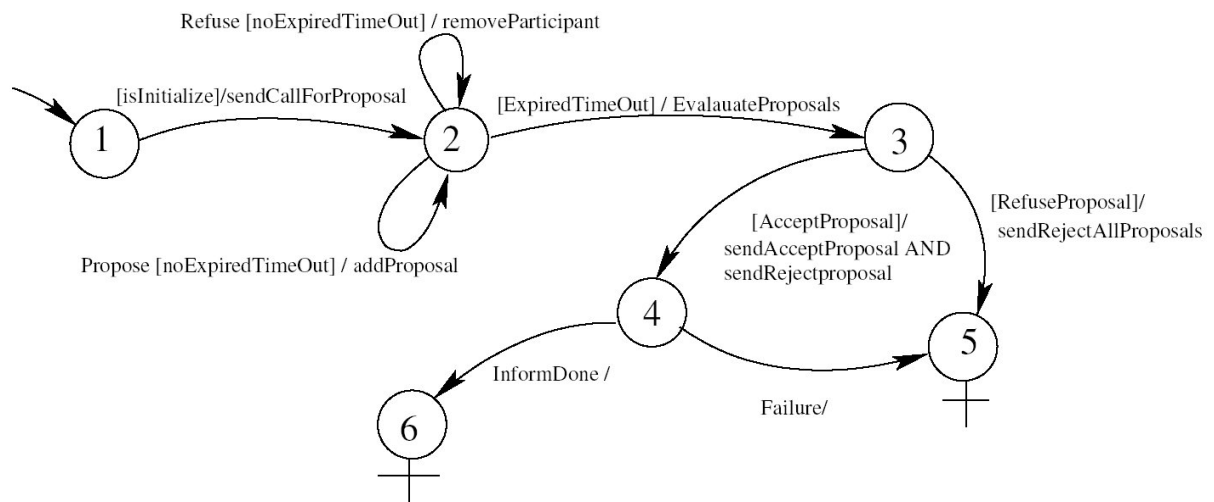 Refuse [noExpiredTimeOut] / removeParticipant
[isInitialize]/sendCallForProposal
[ExpiredTimeOut] / EvalauateProposals
1
2
3
[RefuseProposal]/
sendRejectAllProposals
[AcceptProposal]/
sendAcceptProposal AND
sendRejectproposal
Propose [noExpiredTimeOut] / addProposal
4
5
InformDone /
Failure/
6